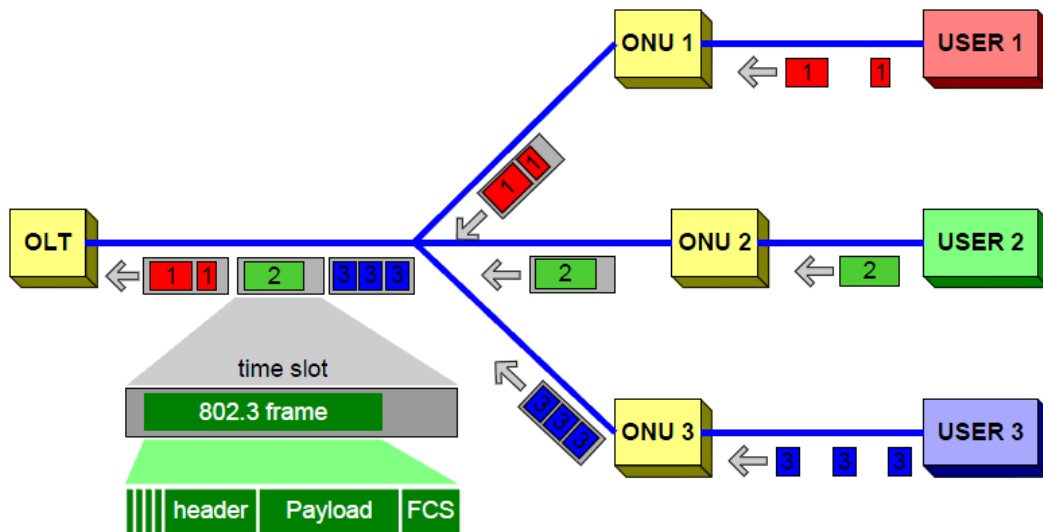 ONU 1
USER 1
1
1
1
1
OLT
ONU 2
USER 2
1
1
2
3
3
3
2
2
time slot
802.3 frame
3
3
3
ONU 3
USER 3
3
3
3
header
Payload
FCS